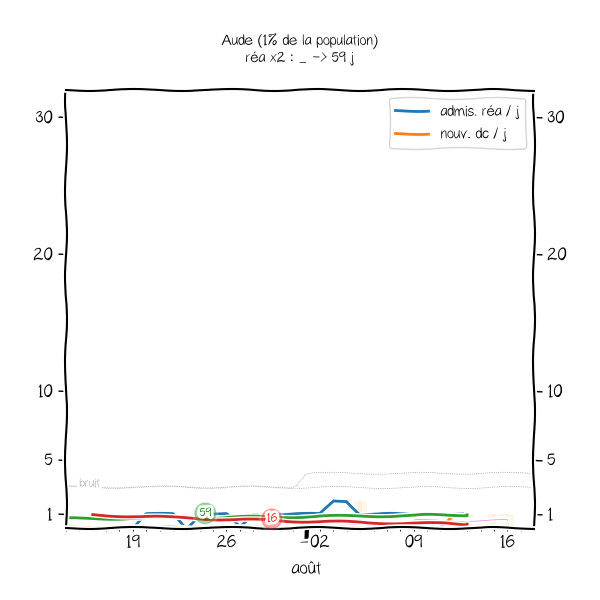 Aude (1% de la population)
réa x2 : _ -> 59 j
admis. réa / j
nouv. dc / j
30
30
20
20
10
10
5
5
bruit
1
59
16
1
19
26
02
09
16
août